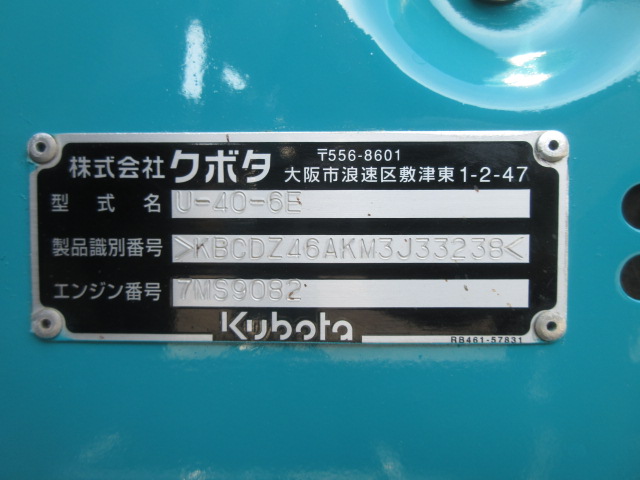 株式会社 クボタ 〒556-8601
大阪市浪速区敷津東1-2-47
型式名 U-40-6E
製品識別番号 >KBCDZ46AKM3J33238<
エンジン番号 7MS9082
Kubota
RB461-57831